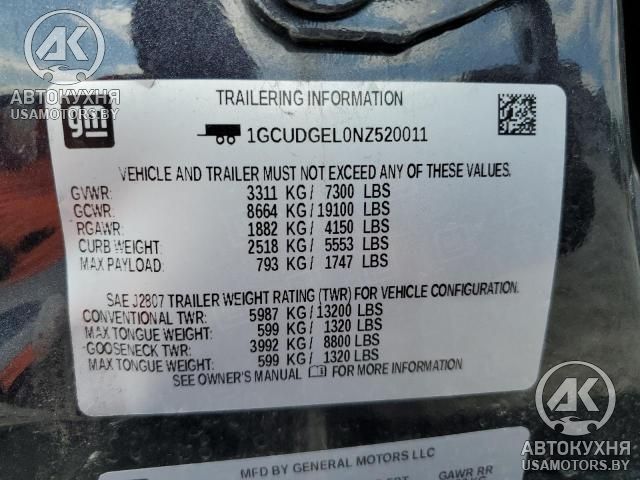 АВТОКУХНЯ
USAMOTORS.BY
gm
TRAILERING INFORMATION
1GCUDGEL0NZ520011
VEHICLE AND TRAILER MUST NOT EXCEED ANY OF THESE VALUES.
GVWR: 3311 KG/ 7300 LBS
GCWR: 8664 KG/19100 LBS
RGAWR: 1882 KG/ 4150 LBS
CURB WEIGHT: 2518 KG/ 5553 LBS
MAX PAYLOAD: 793 KG/ 1747 LBS
SAE J2807 TRAILER WEIGHT RATING (TWR) FOR VEHICLE CONFIGURATION.
CONVENTIONAL TWR: 5987 KG/13200 LBS
MAX TONGUE WEIGHT: 599 KG/ 1320 LBS
GOOSENECK TWR: 3992 KG/ 8800 LBS
MAX TONGUE WEIGHT: 599 KG/ 1320 LBS
SEE OWNER'S MANUAL FOR MORE INFORMATION
MFD BY GENERAL MOTORS LLC
GAWR RR
АВТОКУХНЯ
USAMOTORS.BY